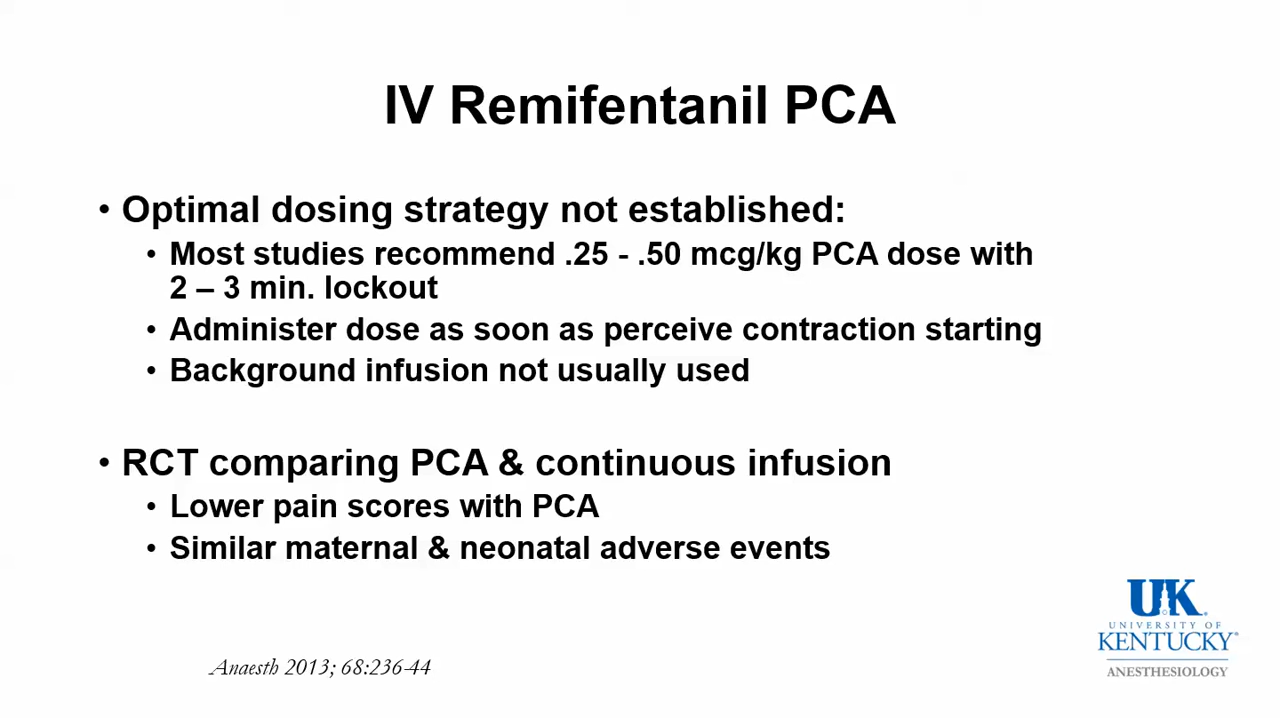 IV Remifentanil PCA
• Optimal dosing strategy not established:
• Most studies recommend .25 - .50 mcg/kg PCA dose with
2 – 3 min. lockout
• Administer dose as soon as perceive contraction starting
• Background infusion not usually used
• RCT comparing PCA & continuous infusion
• Lower pain scores with PCA
• Similar maternal & neonatal adverse events
Anaesth 2013; 68:236-44
UK
UNIVERSITY OF
KENTUCKY
ANESTHESIOLOGY